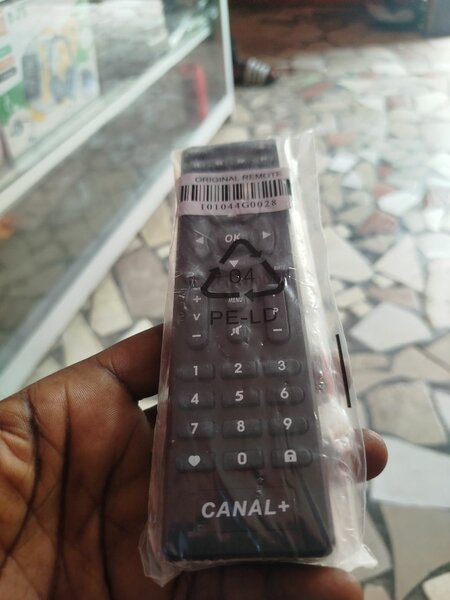 ORIGINAL REMOTE
101044G0028
OK
04
+
MENU
V
P
PE-LD
−
−
1 2 3
4 5 6
7 8 9
0
CANAL+